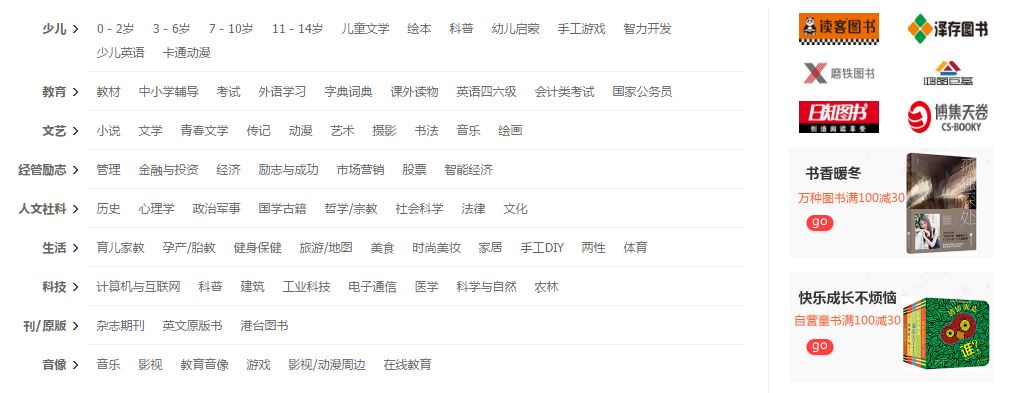 少儿 > 0 - 2岁 3 - 6岁 7 - 10岁 11 - 14岁 儿童文学 绘本 科普 幼儿启蒙 手工游戏 智力开发
少儿英语 卡通动漫
教育 > 教材 中小学辅导 考试 外语学习 字典词典 课外读物 英语四六级 会计类考试 国家公务员
文艺 > 小说 文学 青春文学 传记 动漫 艺术 摄影 书法 音乐 绘画
经管励志 > 管理 金融与投资 经济 励志与成功 市场营销 股票 智能经济
人文社科 > 历史 心理学 政治军事 国学古籍 哲学/宗教 社会科学 法律 文化
生活 > 育儿家教 孕产/胎教 健身保健 旅游/地图 美食 时尚美妆 家居 手工DIY 两性 体育
科技 > 计算机与互联网 科普 建筑 工业科技 电子通信 医学 科学与自然 农林
刊/原版 > 杂志期刊 英文原版书 港台图书
音像 > 音乐 影视 教育音像 游戏 影视/动漫周边 在线教育
读客图书
泽存图书
磨铁图书
鸿图巨基
日知图书
创造阅读享受
博集天卷
CS-BOOKY
书香暖冬
万种图书满100减30
go
深处
快乐成长不烦恼
自营童书满100减30
go
谁?